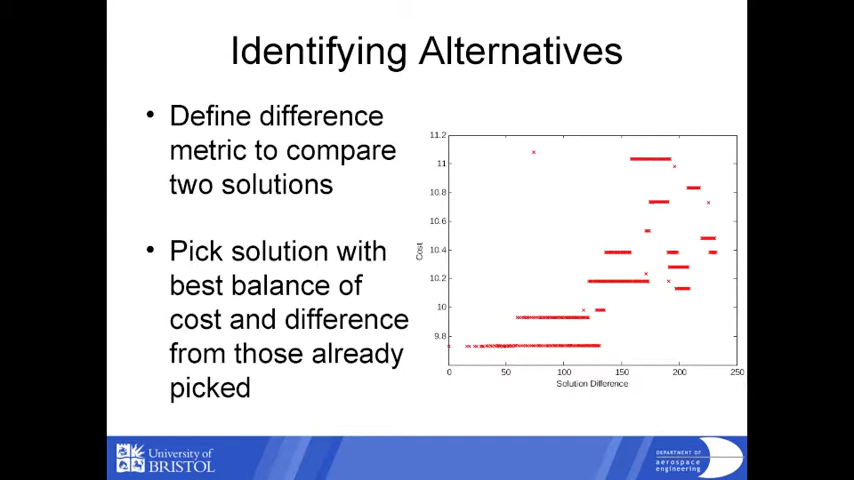 Identifying Alternatives
• Define difference
metric to compare
two solutions
• Pick solution with
best balance of
cost and difference
from those already
picked
11.2
11
10.8
10.6
10.4
10.2
10
9.8
Cost
0 50 100 150 200 250
Solution Difference
University of
BRISTOL
DEPARTMENT OF
aerospace
engineering